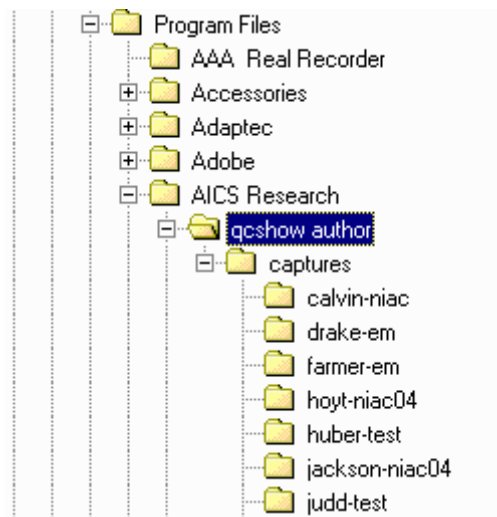 Program Files
AAA  Real Recorder
Accessories
Adaptec
Adobe
AICS Research
qcshow author
captures
calvin-niac
drake-em
farmer-em
hoyt-niac04
huber-test
jackson-niac04
judd-test